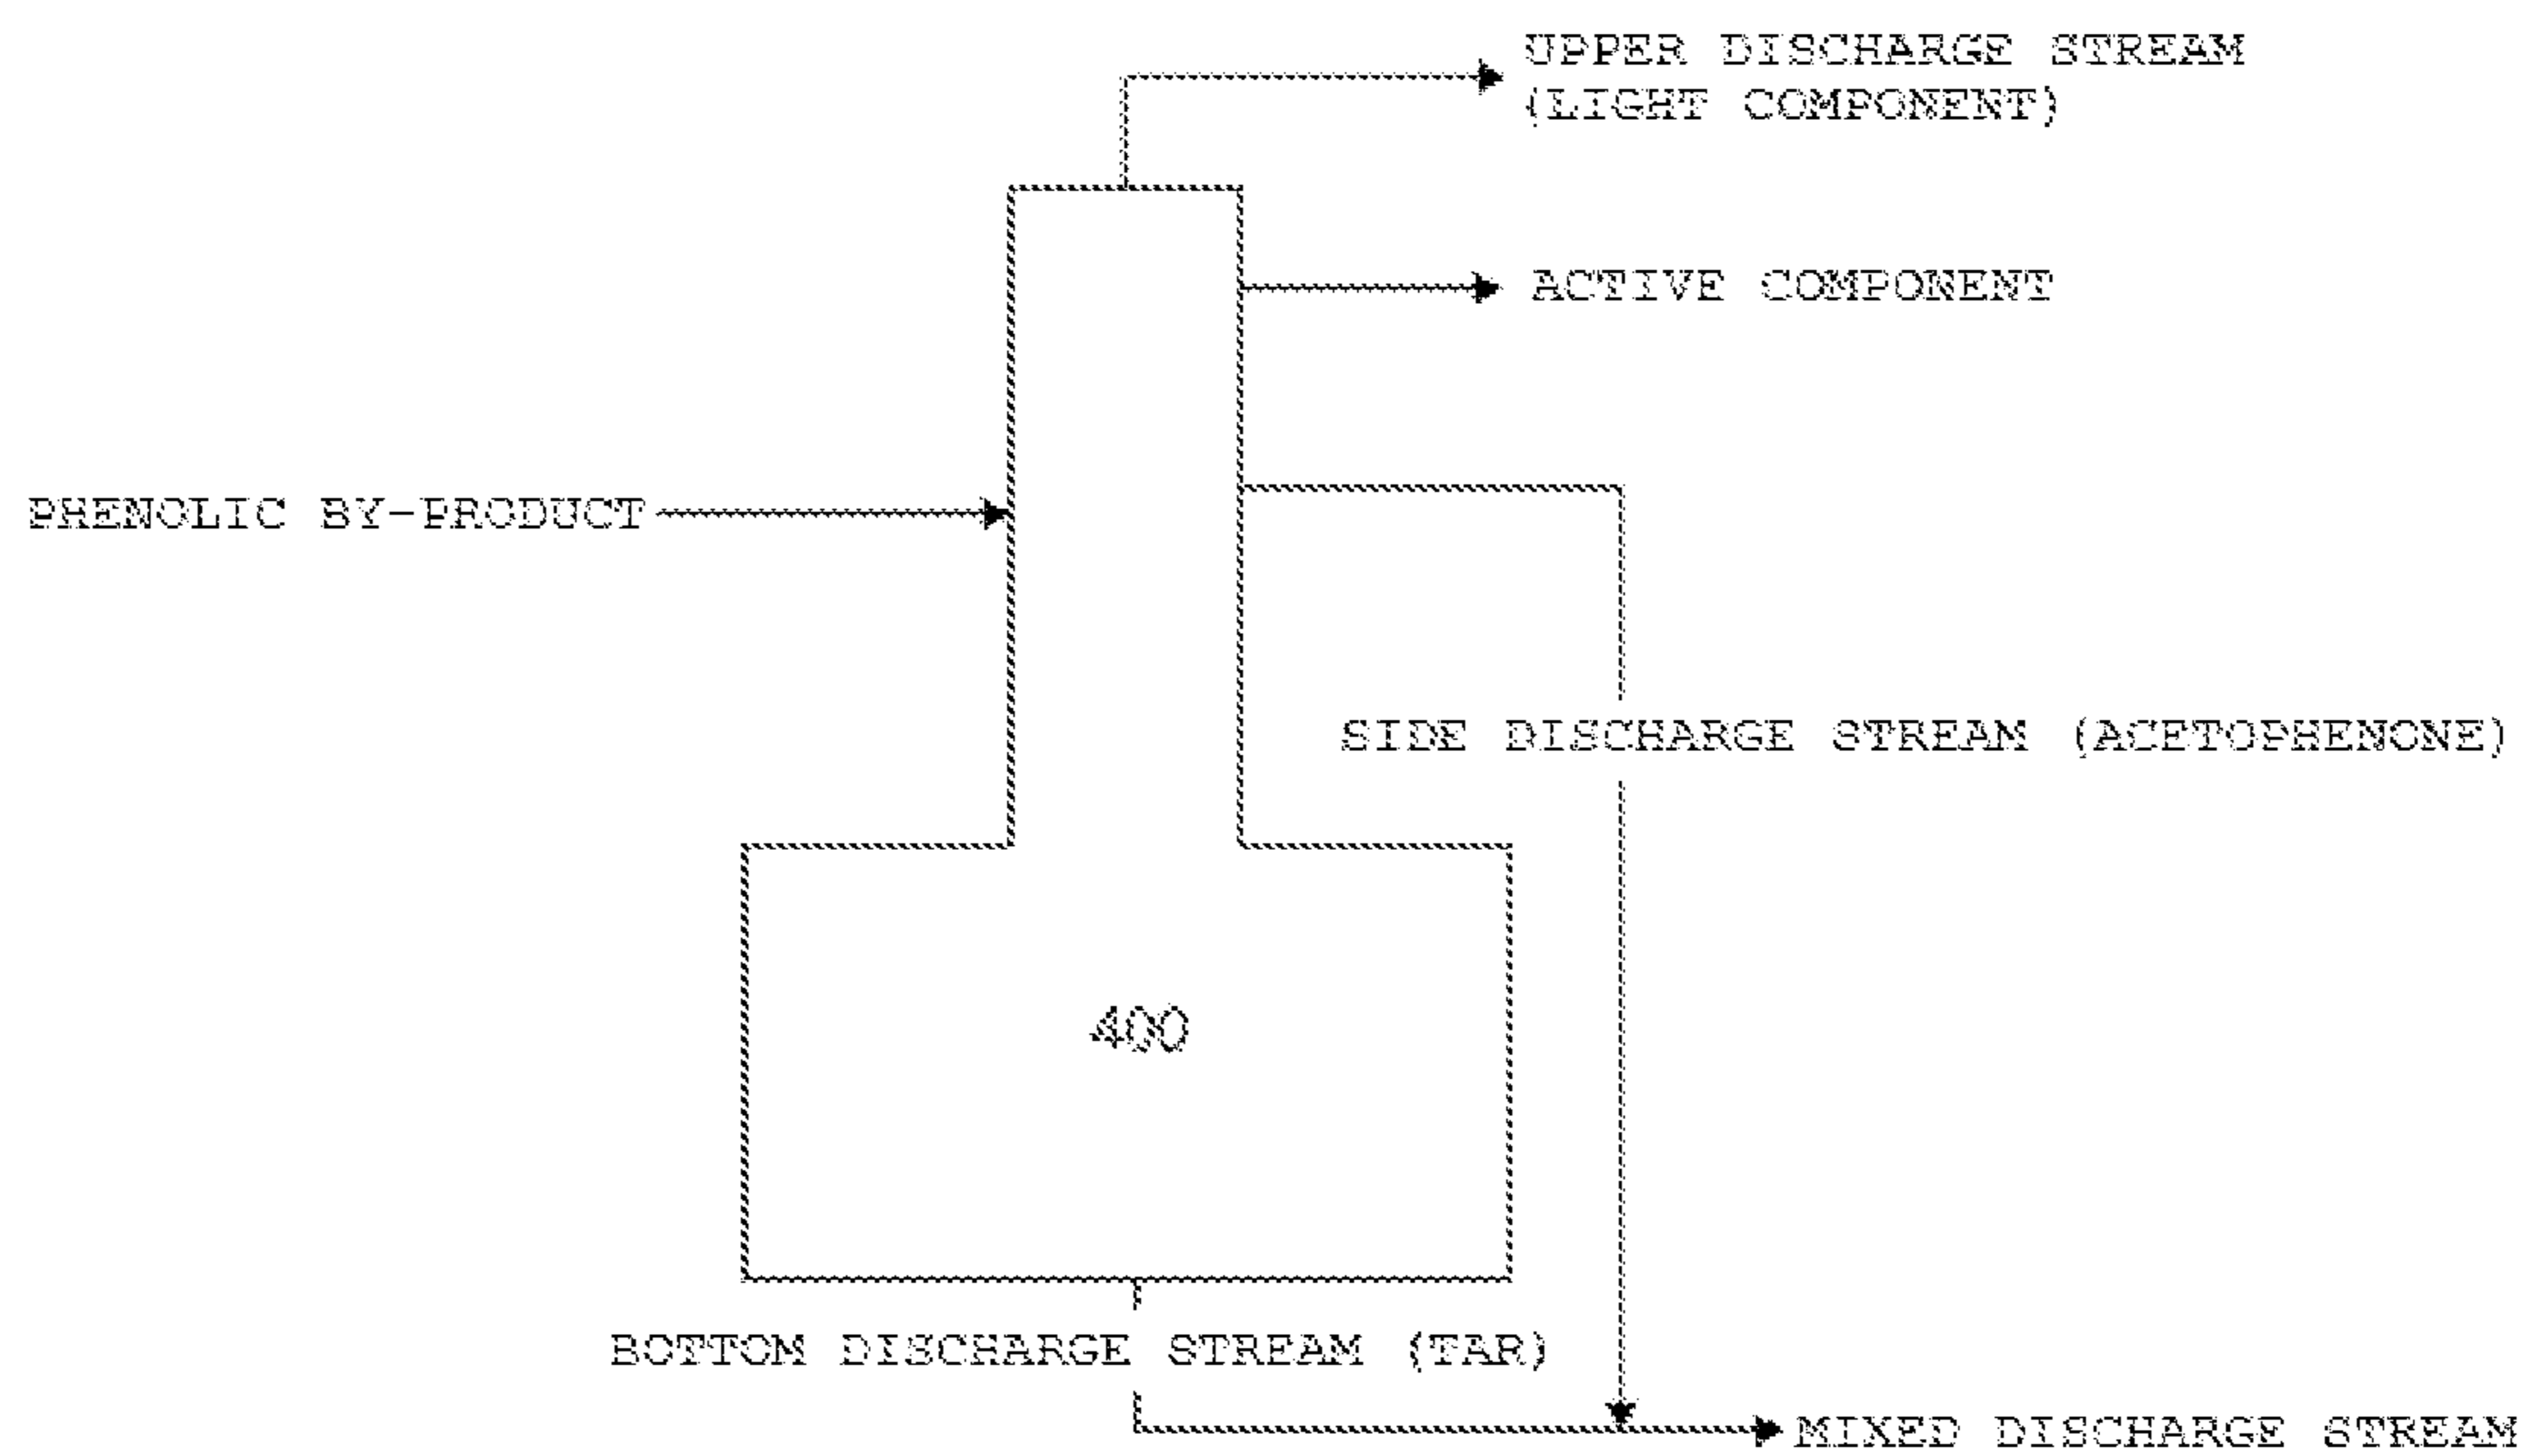 UPPER DISCHARGE STREAM
(LIGHT COMPONENT)
ACTIVE COMPONENT
PHENOLIC BY-PRODUCT
SIDE DISCHARGE STREAM (ACETOPHENONE)
400
BOTTOM DISCHARGE STREAM (TAR)
MIXED DISCHARGE STREAM